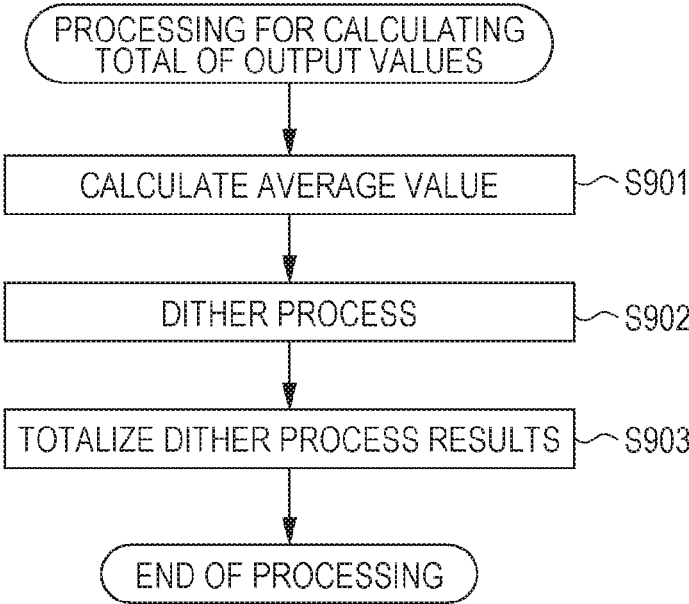 PROCESSING FOR CALCULATING
TOTAL OF OUTPUT VALUES
CALCULATE AVERAGE VALUE
S901
DITHER PROCESS
S902
TOTALIZE DITHER PROCESS RESULTS
S903
END OF PROCESSING